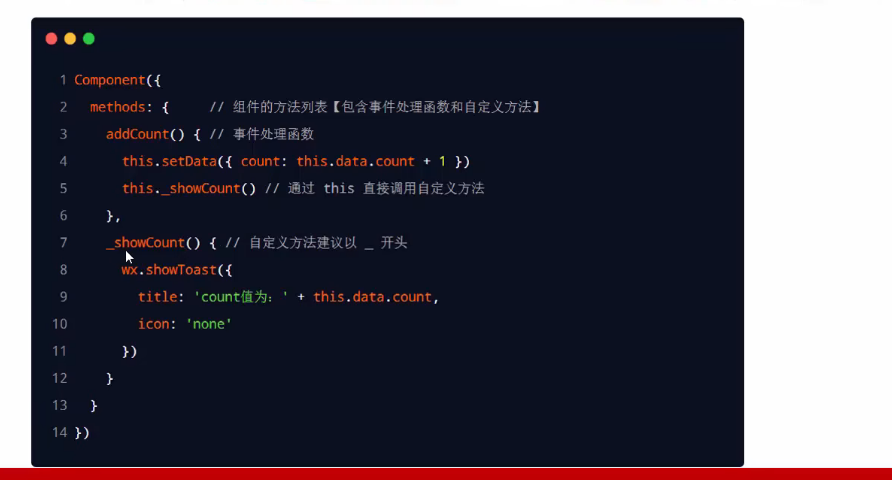 1 Component({
2 methods: { // 组件的方法列表【包含事件处理函数和自定义方法】
3 addCount() { // 事件处理函数
4 this.setData({ count: this.data.count + 1 })
5 this._showCount() // 通过 this 直接调用自定义方法
6 },
7 _showCount() { // 自定义方法建议以 _ 开头
8 wx.showToast({
9 title: 'count值为: ' + this.data.count,
10 icon: 'none'
11 })
12 }
13 }
14 })